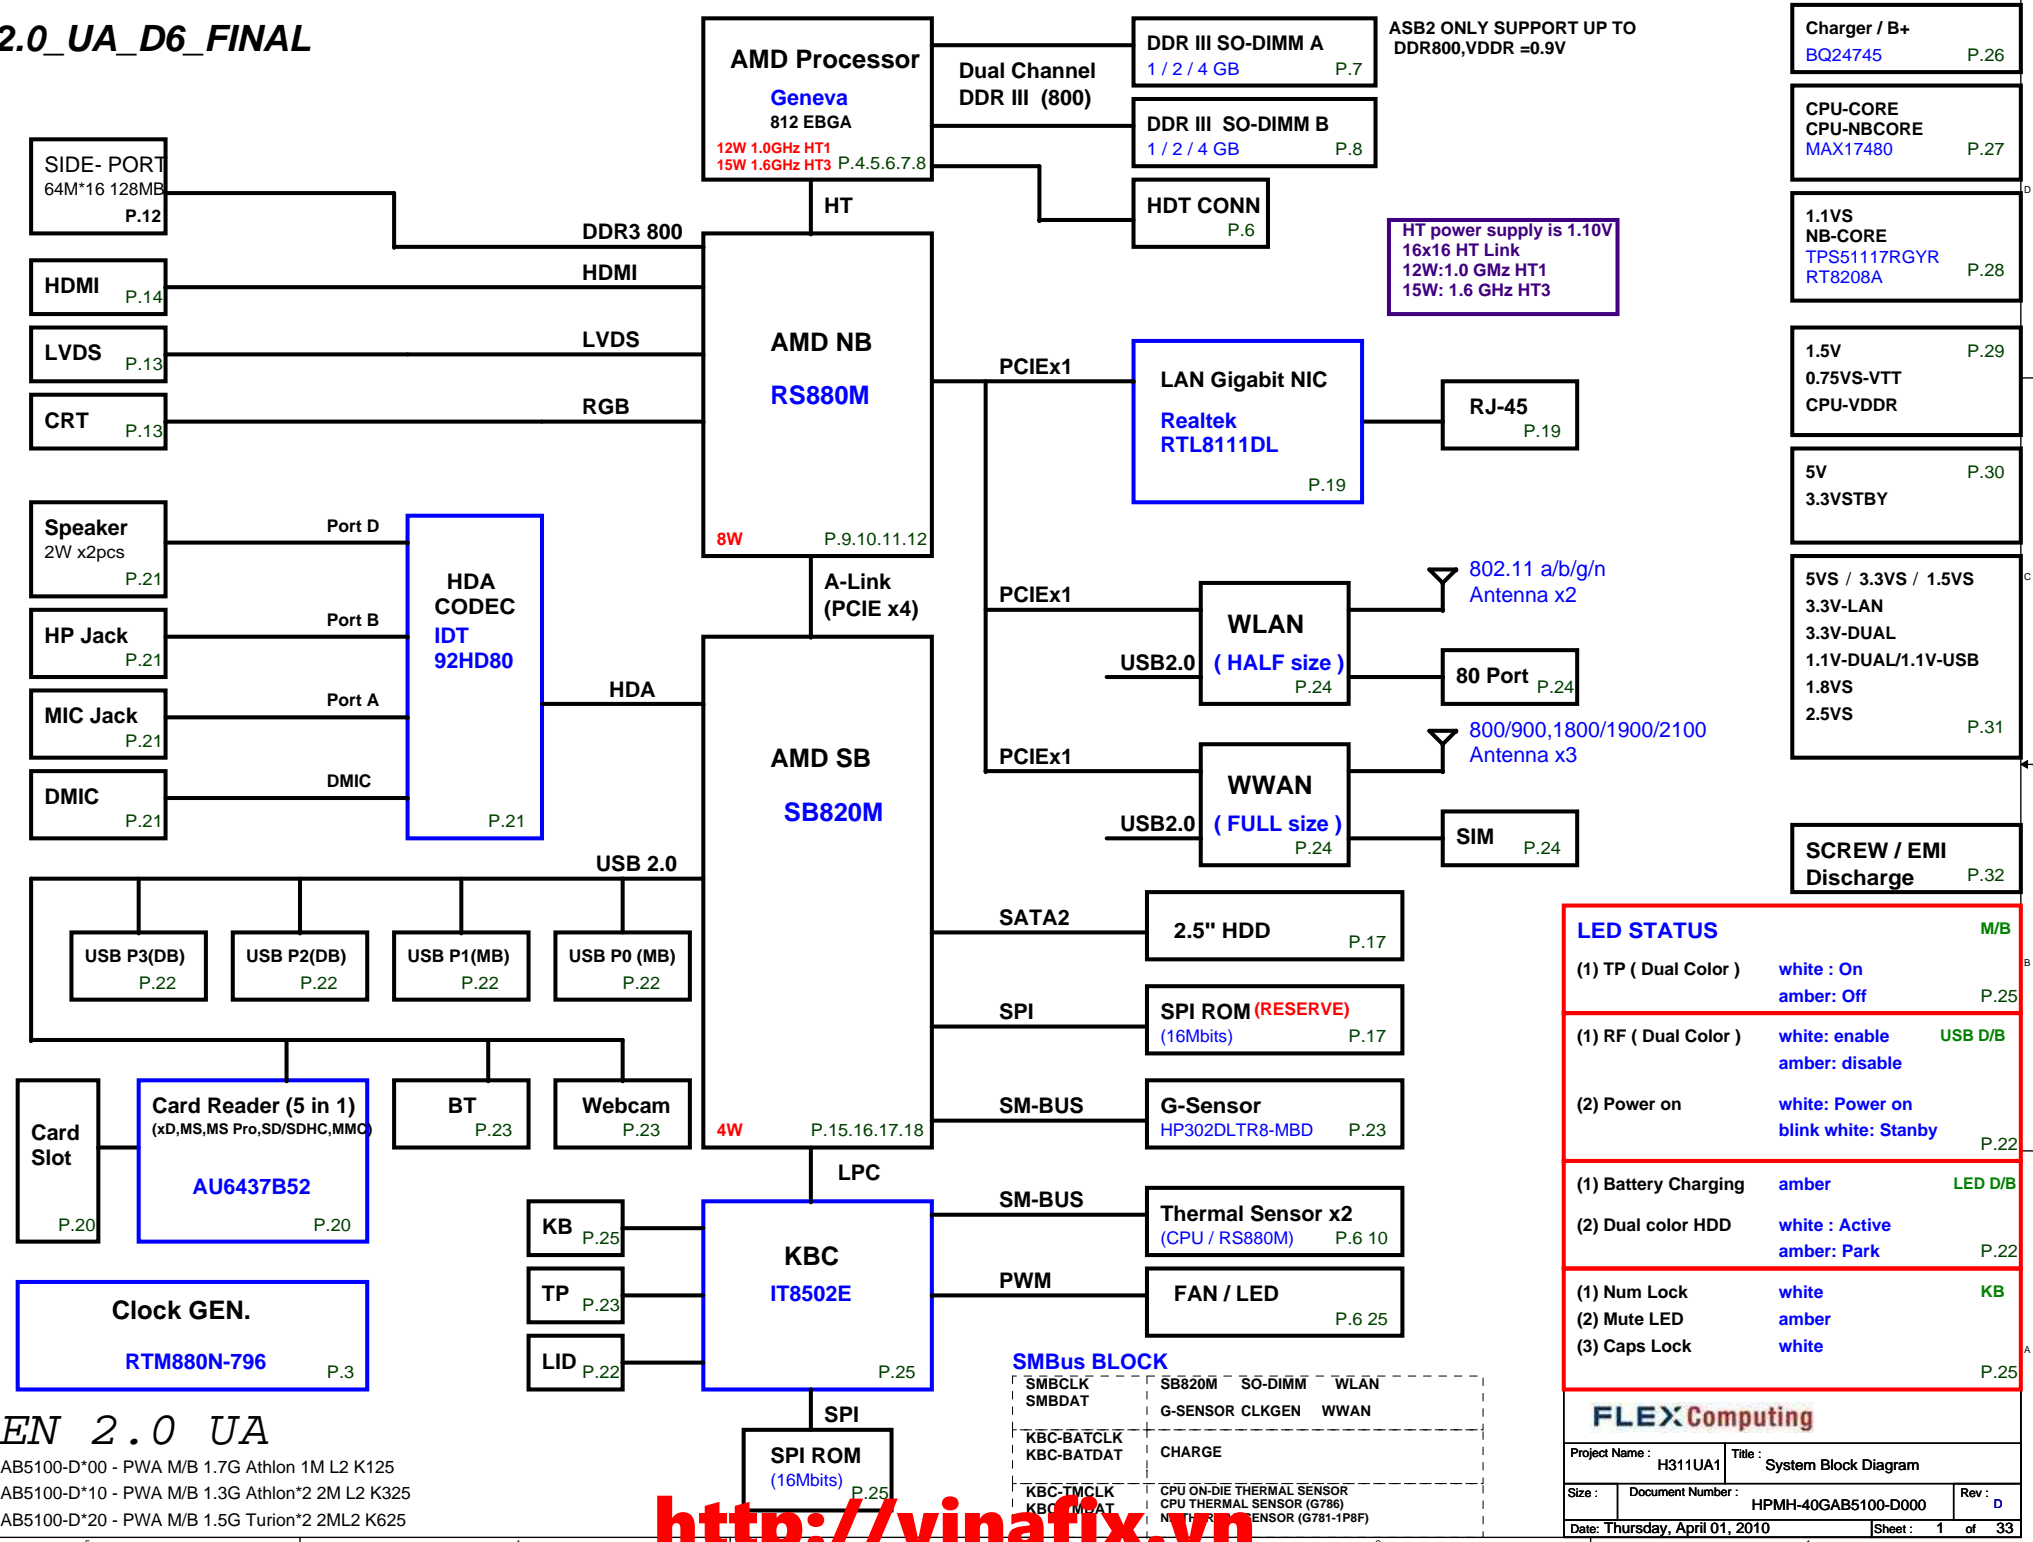 2.0_UA_D6_FINAL
AMD Processor
Geneva
812 EBGA
12W 1.0GHz HT1
15W 1.6GHz HT3 P.4.5.6.7.8
Dual Channel
DDR III (800)
DDR III SO-DIMM A
1 / 2 / 4 GB P.7
DDR III SO-DIMM B
1 / 2 / 4 GB P.8
ASB2 ONLY SUPPORT UP TO
DDR800,VDDR =0.9V
HT
HDT CONN
P.6
HT power supply is 1.10V
16x16 HT Link
12W:1.0 GMz HT1
15W: 1.6 GHz HT3
SIDE- PORT
64M*16 128MB
P.12
DDR3 800
HDMI P.14
HDMI
LVDS P.13
LVDS
CRT P.13
RGB
AMD NB
RS880M
8W P.9.10.11.12
PCIEx1
LAN Gigabit NIC
Realtek
RTL8111DL
P.19
RJ-45
P.19
Speaker
2W x2pcs
P.21
Port D
HP Jack
P.21
Port B
MIC Jack
P.21
Port A
DMIC
P.21
DMIC
HDA
CODEC
IDT
92HD80
P.21
HDA
A-Link
(PCIE x4)
PCIEx1
USB2.0
WLAN
( HALF size )
P.24
802.11 a/b/g/n
Antenna x2
80 Port P.24
PCIEx1
USB2.0
WWAN
( FULL size )
P.24
800/900,1800/1900/2100
Antenna x3
SIM P.24
AMD SB
SB820M
4W P.15.16.17.18
USB 2.0
USB P3(DB)
P.22
USB P2(DB)
P.22
USB P1(MB)
P.22
USB P0 (MB)
P.22
Card
Slot
P.20
Card Reader (5 in 1)
(xD,MS,MS Pro,SD/SDHC,MMC)
AU6437B52
P.20
BT
P.23
Webcam
P.23
SATA2
2.5" HDD P.17
SPI
SPI ROM (RESERVE)
(16Mbits) P.17
SM-BUS
G-Sensor
HP302DLTR8-MBD P.23
LPC
KBC
IT8502E
P.25
KB P.25
TP P.23
LID P.22
SM-BUS
Thermal Sensor x2
(CPU / RS880M) P.6 10
PWM
FAN / LED
P.6 25
SPI
SPI ROM
(16Mbits)
P.25
Clock GEN.
RTM880N-796 P.3
EN 2.0 UA
AB5100-D*00 - PWA M/B 1.7G Athlon 1M L2 K125
AB5100-D*10 - PWA M/B 1.3G Athlon*2 2M L2 K325
AB5100-D*20 - PWA M/B 1.5G Turion*2 2ML2 K625
SMBus BLOCK
SMBCLK SB820M SO-DIMM WLAN
SMBDAT
G-SENSOR CLKGEN WWAN
KBC-BATCLK
KBC-BATDAT CHARGE
KBC-TMCLK CPU ON-DIE THERMAL SENSOR
CPU THERMAL SENSOR (G786)
SENSOR (G781-1P8F)
http://vinafix.vn
Charger / B+
BQ24745 P.26
CPU-CORE
CPU-NBCORE
MAX17480 P.27
1.1VS
NB-CORE
TPS51117RGYR
RT8208A P.28
1.5V P.29
0.75VS-VTT
CPU-VDDR
5V P.30
3.3VSTBY
5VS / 3.3VS / 1.5VS
3.3V-LAN
3.3V-DUAL
1.1V-DUAL/1.1V-USB
1.8VS
2.5VS
P.31
SCREW / EMI
Discharge P.32
LED STATUS M/B
(1) TP ( Dual Color ) white : On
amber: Off P.25
(1) RF ( Dual Color ) white: enable USB D/B
amber: disable
(2) Power on white: Power on
blink white: Stanby P.22
(1) Battery Charging amber LED D/B
(2) Dual color HDD white : Active
amber: Park P.22
(1) Num Lock white KB
(2) Mute LED amber
(3) Caps Lock white
P.25
FLEX Computing
Project Name : H311UA1 Title : System Block Diagram
Size : Document Number : HPMH-40GAB5100-D000 Rev : D
Date: Thursday, April 01, 2010 Sheet : 1 of 33
D
C
B
A